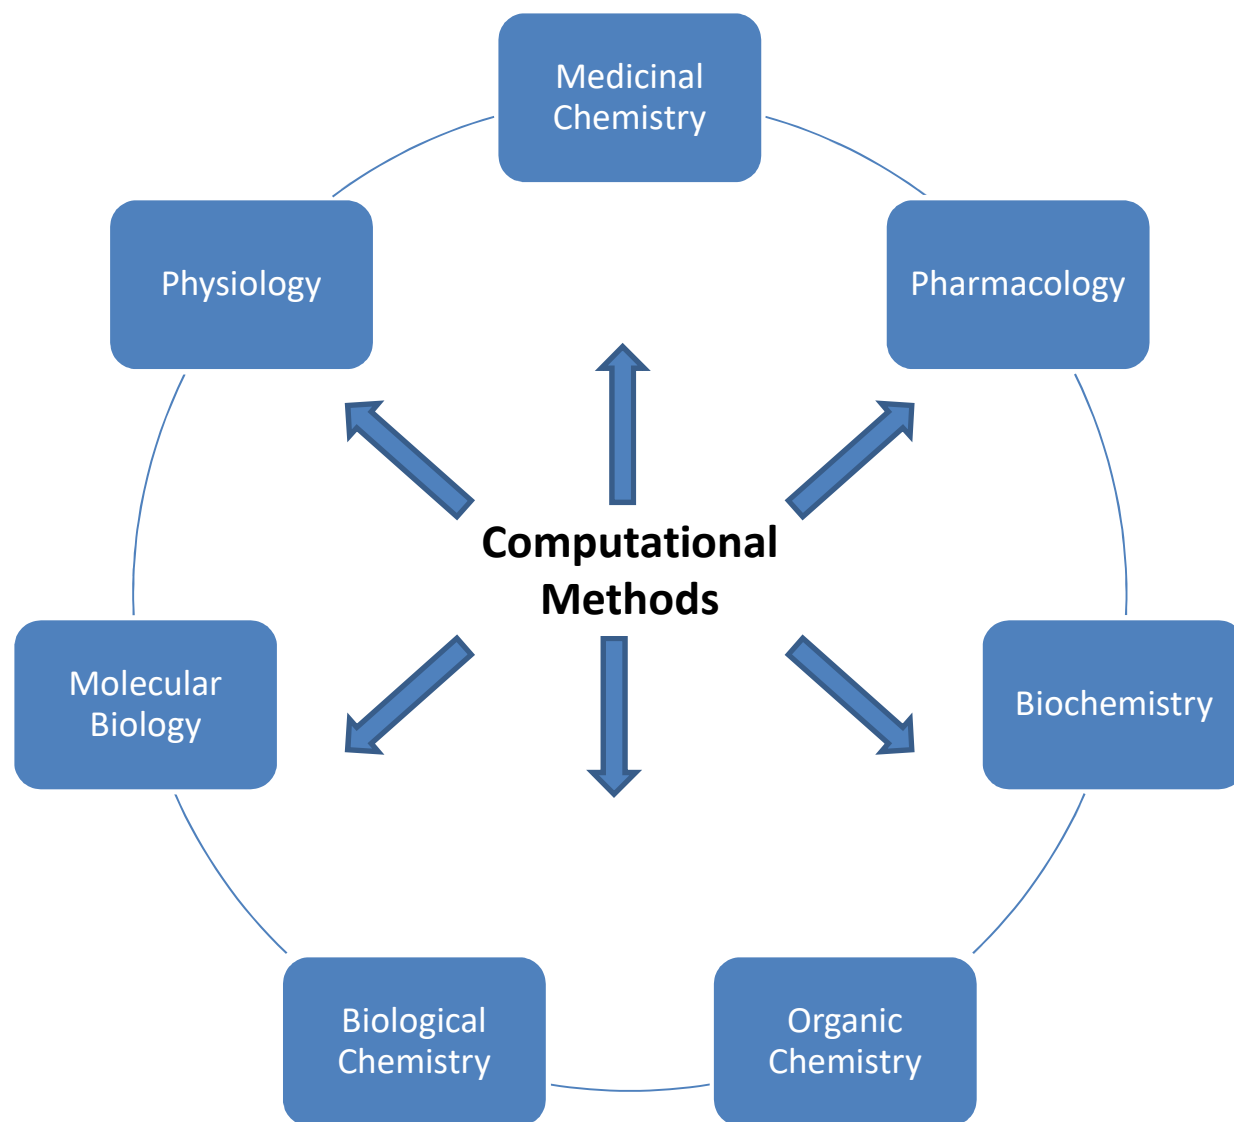 Medicinal
Chemistry
Physiology
Pharmacology
Computational
Methods
Molecular
Biology
Biochemistry
Biological
Chemistry
Organic
Chemistry